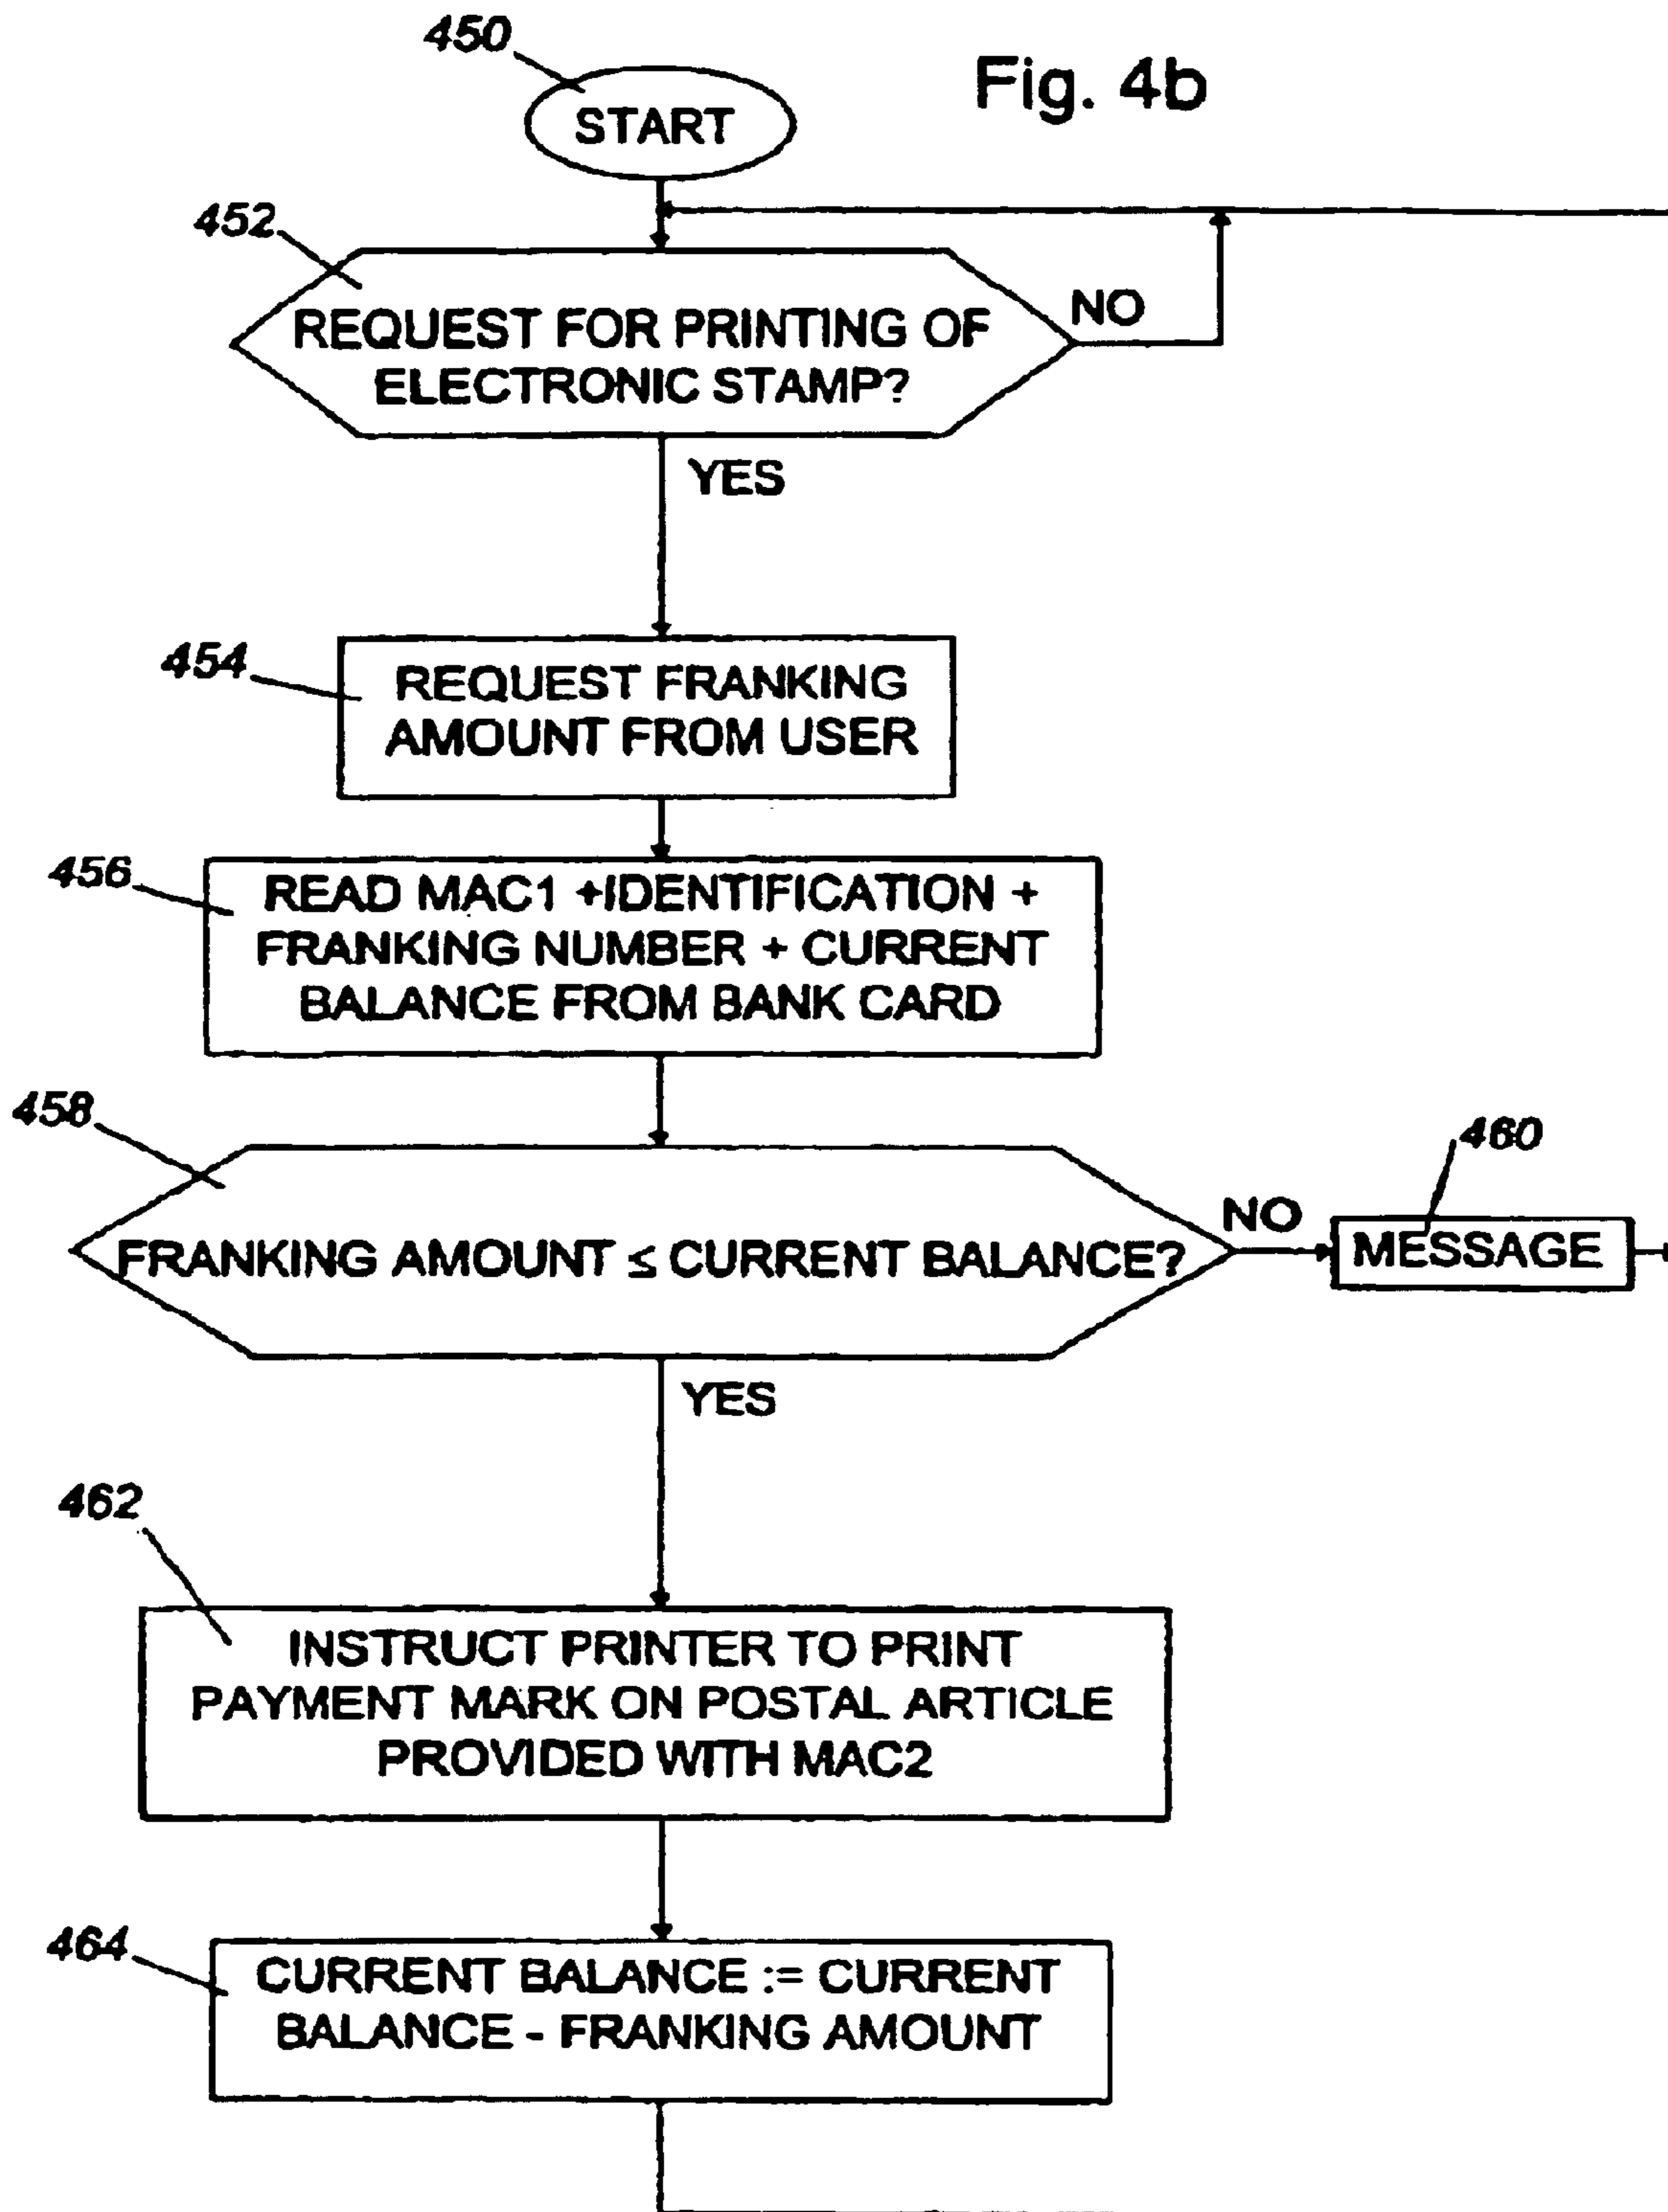 450
Fig. 4b
START
452
REQUEST FOR PRINTING OF
ELECTRONIC STAMP?
NO
YES
454
REQUEST FRANKING
AMOUNT FROM USER
456
READ MAC1 +IDENTIFICATION +
FRANKING NUMBER + CURRENT
BALANCE FROM BANK CARD
458
FRANKING AMOUNT ≤ CURRENT BALANCE?
NO
460
MESSAGE
YES
462
INSTRUCT PRINTER TO PRINT
PAYMENT MARK ON POSTAL ARTICLE
PROVIDED WITH MAC2
464
CURRENT BALANCE := CURRENT
BALANCE - FRANKING AMOUNT